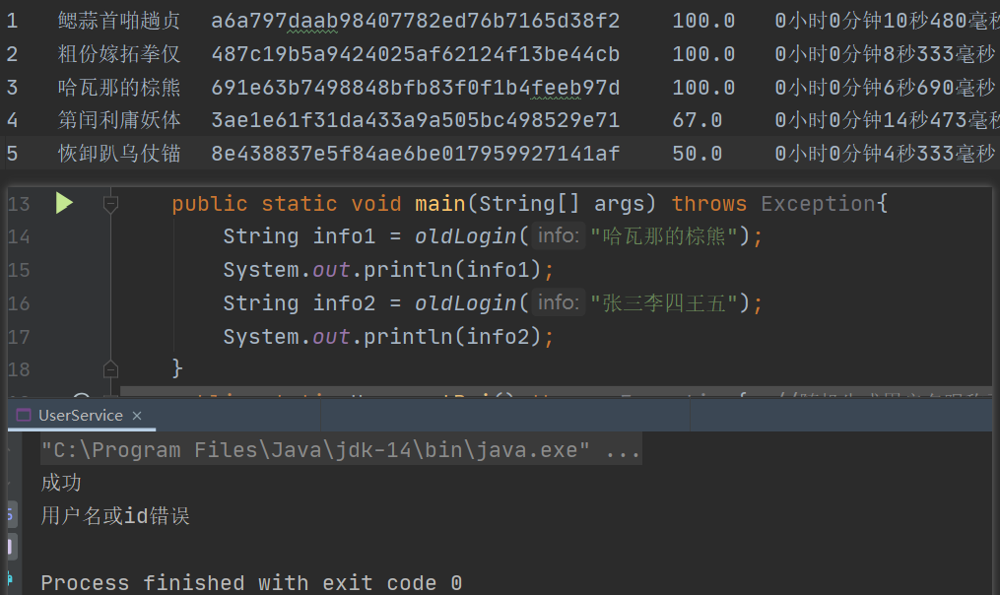 1 鳃蒜首啪趟贞 a6a797daab98407782ed76b7165d38f2 100.0 0小时0分钟10秒480毫秒
2 粗份嫁拓拳仅 487c19b5a9424025af62124f13be44cb 100.0 0小时0分钟8秒333毫秒
3 哈瓦那的棕熊 691e63b7498848bfb83f0f1b4feeb97d 100.0 0小时0分钟6秒690毫秒
4 第闰利庸妖体 3ae1e61f31da433a9a505bc498529e71 67.0 0小时0分钟14秒473毫秒
5 恢卸趴乌仗锚 8e438837e5f84ae6be017959927141af 50.0 0小时0分钟4秒333毫秒
13 public static void main(String[] args) throws Exception{
14 String info1 = oldLogin( info: "哈瓦那的棕熊");
15 System.out.println(info1);
16 String info2 = oldLogin( info: "张三李四王五");
17 System.out.println(info2);
18 }
UserService ×
"C:\Program Files\Java\jdk-14\bin\java.exe" ...
成功
用户名或id错误
Process finished with exit code 0